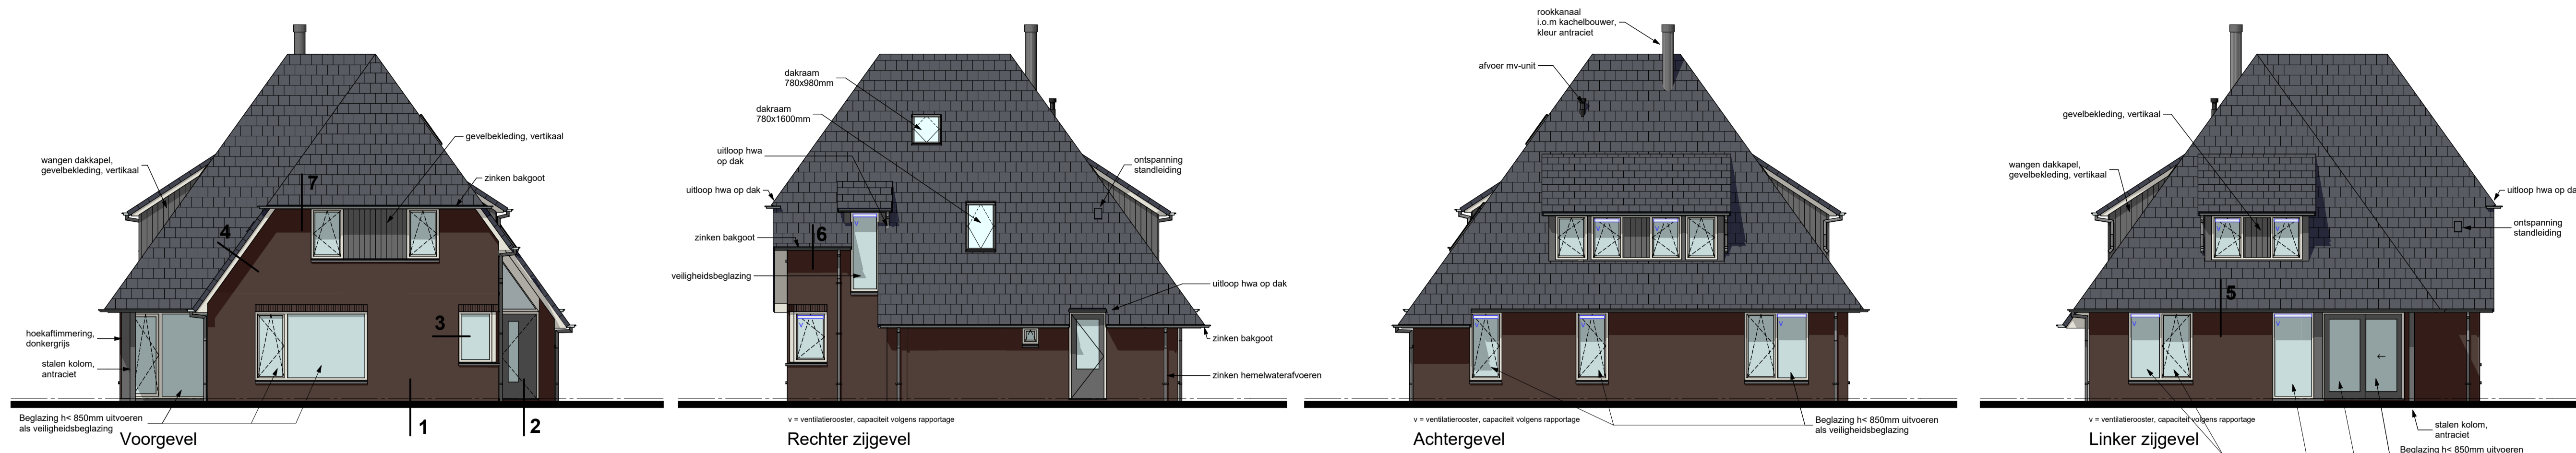 wangen dakkapel,
gevelbekleding, vertikaal
gevelbekleding, vertikaal
zinken bakgoot
7
4
3
hoekaftimmering,
donkergrijs
stalen kolom,
antraciet
Beglazing h< 850mm uitvoeren
als veiligheidsbeglazing
1
2
Voorgevel
dakraam
780x980mm
dakraam
780x1600mm
uitloop hwa
op dak
uitloop hwa op dak
ontspanning
standleiding
v
zinken bakgoot
6
veiligheidsbeglazing
uitloop hwa op dak
v
zinken bakgoot
zinken hemelwaterafvoeren
v = ventilatierooster, capaciteit volgens rapportage
Rechter zijgevel
rookkanaal
i.o.m kachelbouwer,
kleur antraciet
afvoer mv-unit
v
v
v
v
v
v = ventilatierooster, capaciteit volgens rapportage
Beglazing h< 850mm uitvoeren
als veiligheidsbeglazing
Achtergevel
gevelbekleding, vertikaal
wangen dakkapel,
gevelbekleding, vertikaal
uitloop hwa op da
v
v
ontspanning
standleiding
5
v
v
v = ventilatierooster, capaciteit volgens rapportage
stalen kolom,
antraciet
Linker zijgevel
Beglazing h< 850mm uitvoeren